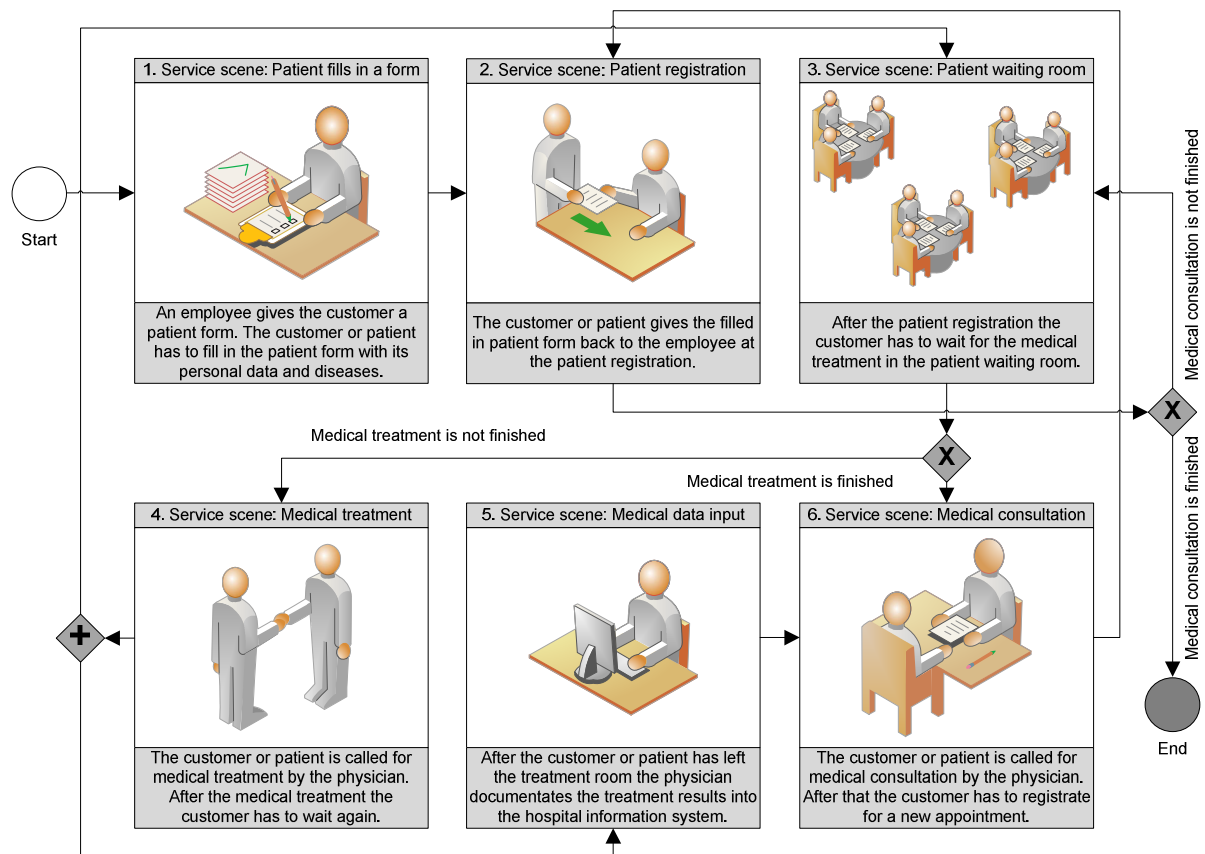 1. Service scene: Patient fills in a form
2. Service scene: Patient registration
3. Service scene: Patient waiting room
Start
An employee gives the customer a
patient form. The customer or patient
has to fill in the patient form with its
personal data and diseases.
The customer or patient gives the filled
in patient form back to the employee at
the patient registration.
After the patient registration the
customer has to wait for the medical
treatment in the patient waiting room.
Medical consultation is not finished
X
Medical treatment is not finished
X
Medical treatment is finished
Medical consultation is finished
4. Service scene: Medical treatment
5. Service scene: Medical data input
6. Service scene: Medical consultation
+
End
The customer or patient is called for
medical treatment by the physician.
After the medical treatment the
customer has to wait again.
After the customer or patient has left
the treatment room the physician
documentates the treatment results into
the hospital information system.
The customer or patient is called for
medical consultation by the physician.
After that the customer has to registrate
for a new appointment.